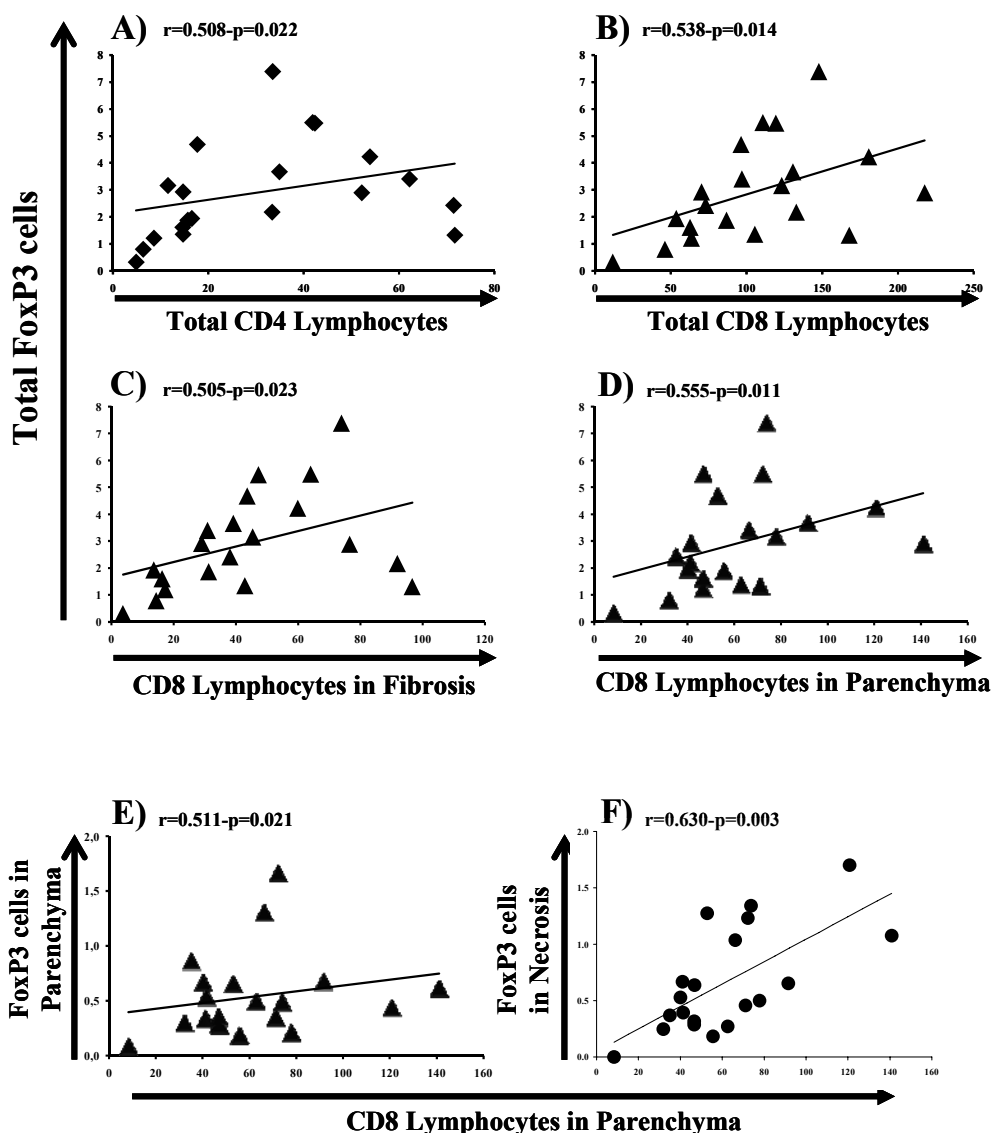 A) r=0.508-p=0.022
B) r=0.538-p=0.014
Total FoxP3 cells
8
7
6
5
4
3
2
1
0
0 20 40 60 80
Total CD4 Lymphocytes
8
7
6
5
4
3
2
1
0
0 50 100 150 200 250
Total CD8 Lymphocytes
C) r=0.505-p=0.023
8
7
6
5
4
3
2
1
0
0 20 40 60 80 100 120
CD8 Lymphocytes in Fibrosis
D) r=0.555-p=0.011
8
7
6
5
4
3
2
1
0
0 20 40 60 80 100 120 140 160
CD8 Lymphocytes in Parenchyma
E) r=0.511-p=0.021
FoxP3 cells in
Parenchyma
2,0
1,5
1,0
0,5
0,0
0 20 40 60 80 100 120 140 160
F) r=0.630-p=0.003
FoxP3 cells
in Necrosis
2.0
1.5
1.0
0.5
0.0
0 20 40 60 80 100 120 140 160
CD8 Lymphocytes in Parenchyma